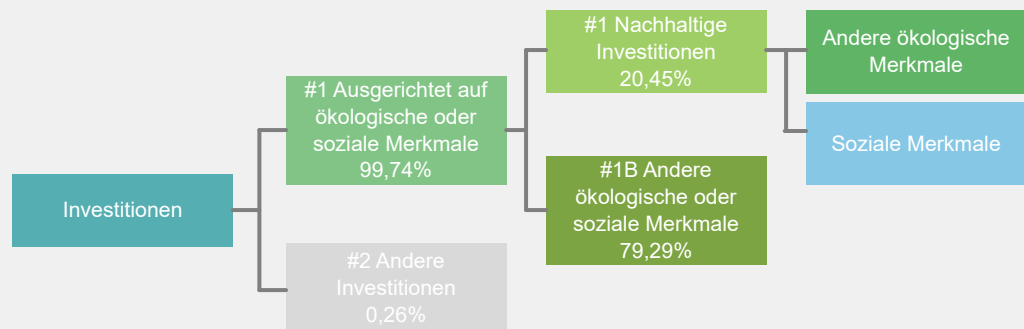 Investitionen
#1 Ausgerichtet auf
ökologische oder
soziale Merkmale
99,74%
#2 Andere
Investitionen
0,26%
#1 Nachhaltige
Investitionen
20,45%
#1B Andere
ökologische oder
soziale Merkmale
79,29%
Andere ökologische
Merkmale
Soziale Merkmale